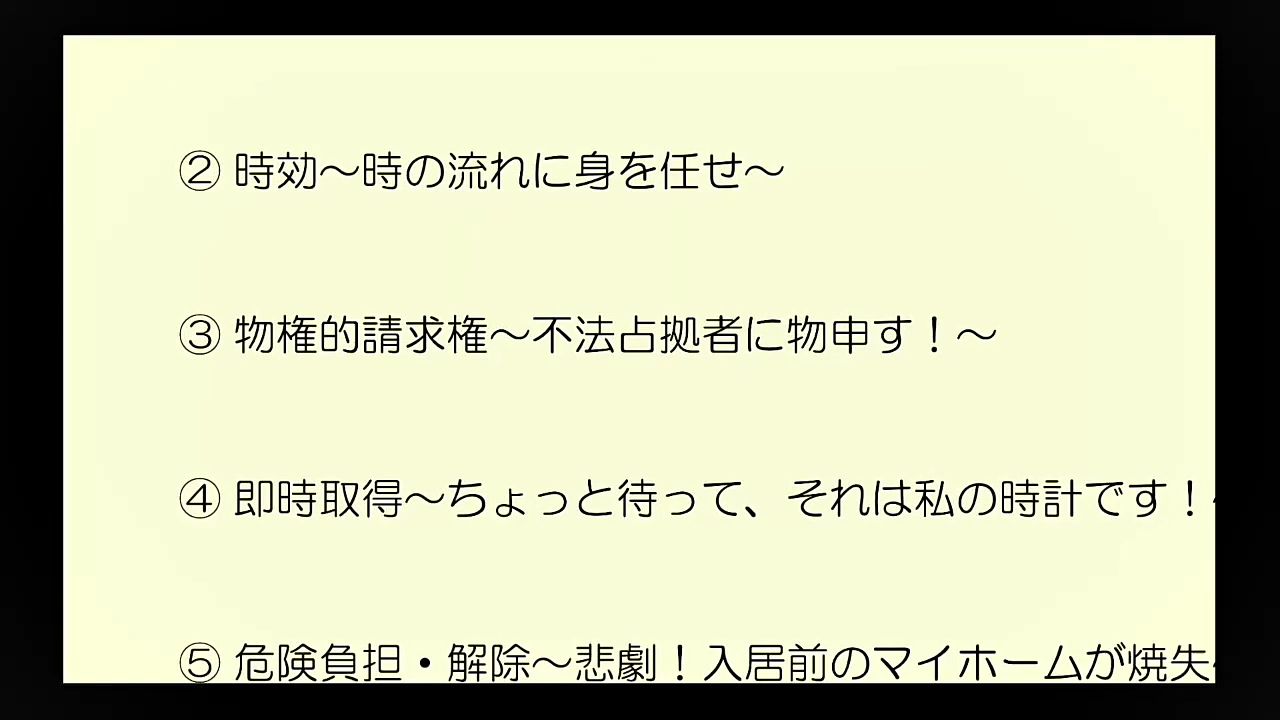 ② 時効〜時の流れに身を任せ〜
③ 物権的請求権〜不法占拠者に物申す！〜
④ 即時取得〜ちょっと待って、それは私の時計です！〜
⑤ 危険負担・解除〜悲劇！入居前のマイホームが焼失〜